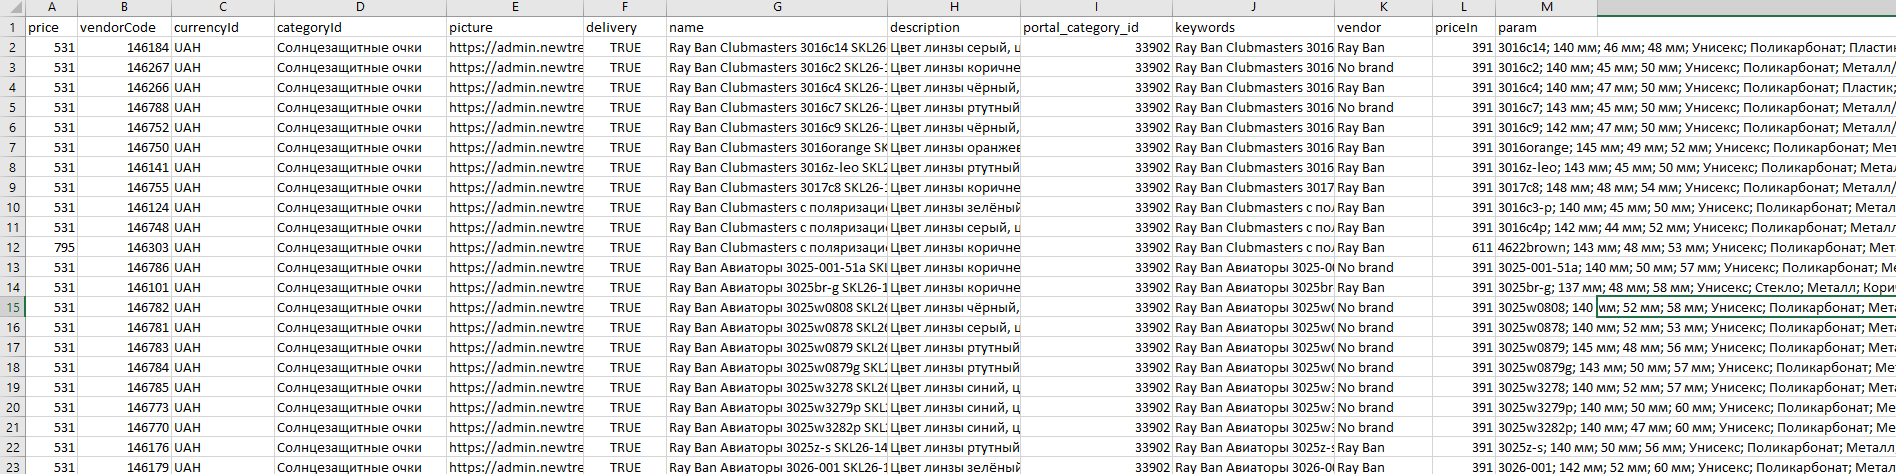 A B C D E F G H I J K L M
1 price vendorCode currencyId categoryId picture delivery name description portal_category_id keywords vendor priceIn param
2 531 146184 UAH Солнцезащитные очки https://admin.newtre TRUE Ray Ban Clubmasters 3016c14 SKL26 Цвет линзы серый, ц 33902 Ray Ban Clubmasters 3016 Ray Ban 391 3016c14; 140 мм; 46 мм; 48 мм; Унисекс; Поликарбонат; Пластик
3 531 146267 UAH Солнцезащитные очки https://admin.newtre TRUE Ray Ban Clubmasters 3016c2 SKL26-1 Цвет линзы коричне 33902 Ray Ban Clubmasters 3016 No brand 391 3016c2; 140 мм; 45 мм; 50 мм; Унисекс; Поликарбонат; Металл/
4 531 146266 UAH Солнцезащитные очки https://admin.newtre TRUE Ray Ban Clubmasters 3016c4 SKL26-1 Цвет линзы чёрный, 33902 Ray Ban Clubmasters 3016 Ray Ban 391 3016c4; 140 мм; 47 мм; 50 мм; Унисекс; Поликарбонат; Пластик;
5 531 146788 UAH Солнцезащитные очки https://admin.newtre TRUE Ray Ban Clubmasters 3016c7 SKL26-1 Цвет линзы ртутный 33902 Ray Ban Clubmasters 3016 No brand 391 3016c7; 143 мм; 45 мм; 50 мм; Унисекс; Поликарбонат; Металл/
6 531 146752 UAH Солнцезащитные очки https://admin.newtre TRUE Ray Ban Clubmasters 3016c9 SKL26-1 Цвет линзы чёрный, 33902 Ray Ban Clubmasters 3016 Ray Ban 391 3016c9; 142 мм; 47 мм; 50 мм; Унисекс; Поликарбонат; Металл/
7 531 146750 UAH Солнцезащитные очки https://admin.newtre TRUE Ray Ban Clubmasters 3016orange SK Цвет линзы оранжев 33902 Ray Ban Clubmasters 3016 Ray Ban 391 3016orange; 145 мм; 49 мм; 52 мм; Унисекс; Поликарбонат; Мет
8 531 146141 UAH Солнцезащитные очки https://admin.newtre TRUE Ray Ban Clubmasters 3016z-leo SKL2 Цвет линзы ртутный 33902 Ray Ban Clubmasters 3016 Ray Ban 391 3016z-leo; 143 мм; 45 мм; 50 мм; Унисекс; Поликарбонат; Метал
9 531 146755 UAH Солнцезащитные очки https://admin.newtre TRUE Ray Ban Clubmasters 3017c8 SKL26-1 Цвет линзы коричне 33902 Ray Ban Clubmasters 3017 Ray Ban 391 3017c8; 148 мм; 48 мм; 54 мм; Унисекс; Поликарбонат; Металл/
10 531 146124 UAH Солнцезащитные очки https://admin.newtre TRUE Ray Ban Clubmasters с поляризаци Цвет линзы зелёный 33902 Ray Ban Clubmasters с по Ray Ban 391 3016c3-p; 140 мм; 45 мм; 50 мм; Унисекс; Поликарбонат; Метал
11 531 146748 UAH Солнцезащитные очки https://admin.newtre TRUE Ray Ban Clubmasters с поляризаци Цвет линзы серый, ц 33902 Ray Ban Clubmasters с по Ray Ban 391 3016c4p; 142 мм; 44 мм; 52 мм; Унисекс; Поликарбонат; Металл
12 795 146303 UAH Солнцезащитные очки https://admin.newtre TRUE Ray Ban Clubmasters с поляризаци Цвет линзы коричне 33902 Ray Ban Clubmasters с по Ray Ban 611 4622brown; 143 мм; 48 мм; 53 мм; Унисекс; Поликарбонат; Мета
13 531 146786 UAH Солнцезащитные очки https://admin.newtre TRUE Ray Ban Авиаторы 3025-001-51a SKL Цвет линзы коричне 33902 Ray Ban Авиаторы 3025-0 No brand 391 3025-001-51a; 140 мм; 50 мм; 57 мм; Унисекс; Поликарбонат; М
14 531 146101 UAH Солнцезащитные очки https://admin.newtre TRUE Ray Ban Авиаторы 3025br-g SKL26-1 Цвет линзы коричне 33902 Ray Ban Авиаторы 3025br Ray Ban 391 3025br-g; 137 мм; 48 мм; 58 мм; Унисекс; Стекло; Металл; Кори
15 531 146782 UAH Солнцезащитные очки https://admin.newtre TRUE Ray Ban Авиаторы 3025w0808 SKL26 Цвет линзы чёрный, 33902 Ray Ban Авиаторы 3025w No brand 391 3025w0808; 140 мм; 52 мм; 58 мм; Унисекс; Поликарбонат; Мета
16 531 146781 UAH Солнцезащитные очки https://admin.newtre TRUE Ray Ban Авиаторы 3025w0878 SKL26 Цвет линзы серый, ц 33902 Ray Ban Авиаторы 3025w No brand 391 3025w0878; 140 мм; 52 мм; 53 мм; Унисекс; Поликарбонат; Мета
17 531 146783 UAH Солнцезащитные очки https://admin.newtre TRUE Ray Ban Авиаторы 3025w0879 SKL26 Цвет линзы ртутный 33902 Ray Ban Авиаторы 3025w No brand 391 3025w0879; 145 мм; 48 мм; 56 мм; Унисекс; Поликарбонат; Мета
18 531 146784 UAH Солнцезащитные очки https://admin.newtre TRUE Ray Ban Авиаторы 3025w0879g SKL2 Цвет линзы ртутный 33902 Ray Ban Авиаторы 3025w No brand 391 3025w0879g; 143 мм; 50 мм; 57 мм; Унисекс; Поликарбонат; Мет
19 531 146785 UAH Солнцезащитные очки https://admin.newtre TRUE Ray Ban Авиаторы 3025w3278 SKL26 Цвет линзы синий, ц 33902 Ray Ban Авиаторы 3025w3 No brand 391 3025w3278; 140 мм; 52 мм; 57 мм; Унисекс; Поликарбонат; Мета
20 531 146773 UAH Солнцезащитные очки https://admin.newtre TRUE Ray Ban Авиаторы 3025w3279p SKL Цвет линзы синий, ц 33902 Ray Ban Авиаторы 3025w3 No brand 391 3025w3279p; 140 мм; 50 мм; 60 мм; Унисекс; Поликарбонат; Мет
21 531 146770 UAH Солнцезащитные очки https://admin.newtre TRUE Ray Ban Авиаторы 3025w3282p SKL Цвет линзы синий, ц 33902 Ray Ban Авиаторы 3025w3 No brand 391 3025w3282p; 140 мм; 47 мм; 60 мм; Унисекс; Поликарбонат; Мет
22 531 146176 UAH Солнцезащитные очки https://admin.newtre TRUE Ray Ban Авиаторы 3025z-s SKL26-14 Цвет линзы ртутный 33902 Ray Ban Авиаторы 3025z-s Ray Ban 391 3025z-s; 140 мм; 50 мм; 56 мм; Унисекс; Поликарбонат; Металл
23 531 146179 UAH Солнцезащитные очки https://admin.newtre TRUE Ray Ban Авиаторы 3026-001 SKL26-1 Цвет линзы зелёный 33902 Ray Ban Авиаторы 3026-0 Ray Ban 391 3026-001; 142 мм; 52 мм; 60 мм; Унисекс; Поликарбонат; Метал